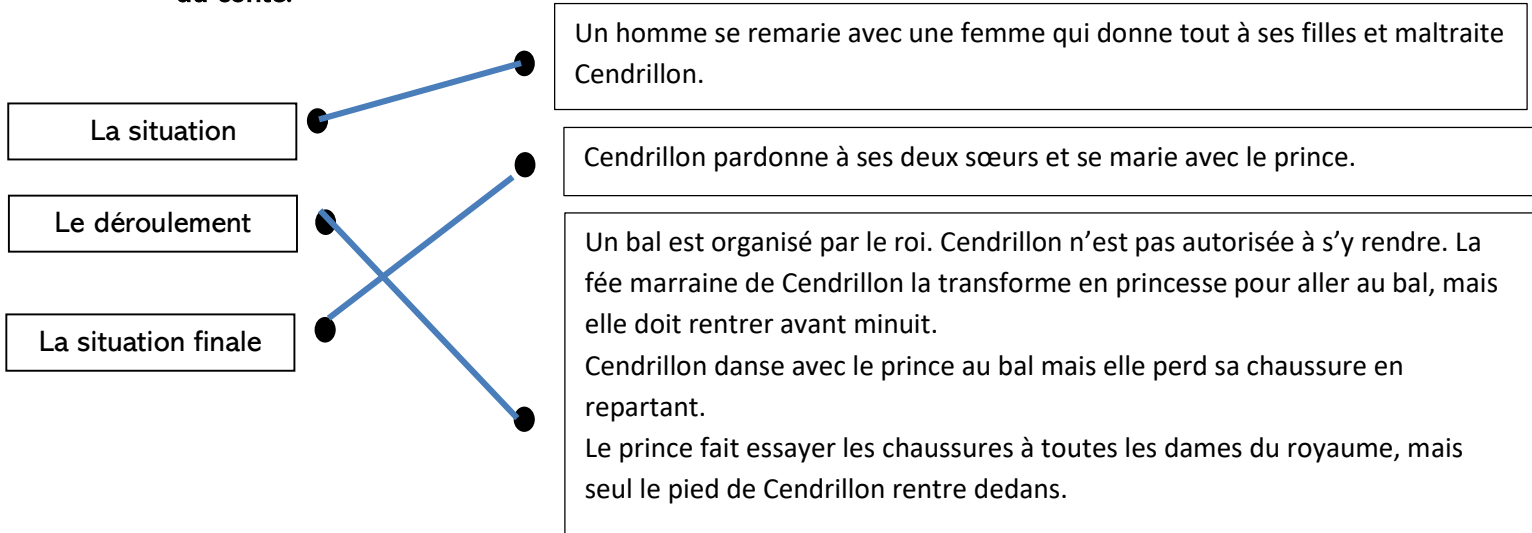 du conte.
Un homme se remarie avec une femme qui donne tout à ses filles et maltraite
Cendrillon.
La situation
Cendrillon pardonne à ses deux sœurs et se marie avec le prince.
Le déroulement
Un bal est organisé par le roi. Cendrillon n’est pas autorisée à s’y rendre. La
fée marraine de Cendrillon la transforme en princesse pour aller au bal, mais
elle doit rentrer avant minuit.
Cendrillon danse avec le prince au bal mais elle perd sa chaussure en
repartant.
Le prince fait essayer les chaussures à toutes les dames du royaume, mais
seul le pied de Cendrillon rentre dedans.
La situation finale